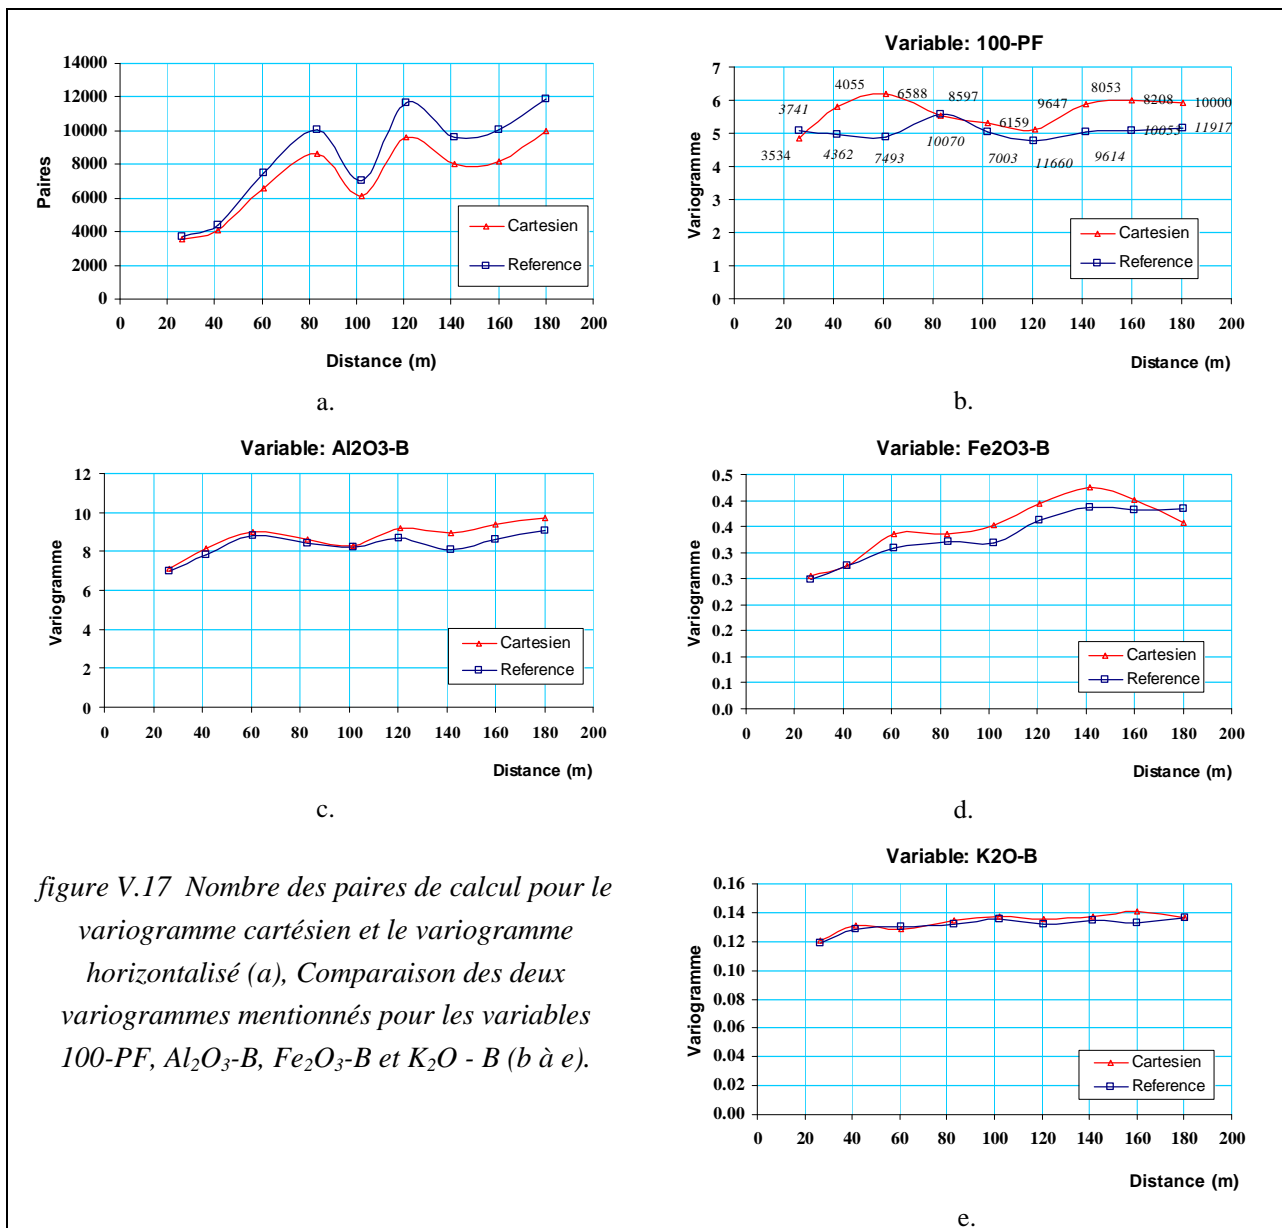 14000
12000
10000
8000
6000
4000
2000
0
Paires
0 20 40 60 80 100 120 140 160 180 200
Distance (m)
Cartesien
Reference
a.
Variable: 100-PF
7
6
5
4
3
2
1
0
Variogramme
3741 4055 6588 8597 6159 9647 8053 8208 10000
3534 4362 7493 10070 7003 11660 9614 10055 11917
0 20 40 60 80 100 120 140 160 180 200
Distance (m)
Cartesien
Reference
b.
Variable: Al2O3-B
12
10
8
6
4
2
0
Variogramme
0 20 40 60 80 100 120 140 160 180 200
Distance (m)
Cartesien
Reference
c.
Variable: Fe2O3-B
0.5
0.4
0.4
0.3
0.3
0.2
0.2
0.1
0.1
0.0
Variogramme
0 20 40 60 80 100 120 140 160 180 200
Distance (m)
Cartesien
Reference
d.
figure V.17 Nombre des paires de calcul pour le
variogramme cartésien et le variogramme
horizontalisé (a), Comparaison des deux
variogrammes mentionnés pour les variables
100-PF, Al2O3-B, Fe2O3-B et K2O - B (b à e).
Variable: K2O-B
0.16
0.14
0.12
0.10
0.08
0.06
0.04
0.02
0.00
Variogramme
0 20 40 60 80 100 120 140 160 180 200
Distance (m)
Cartesien
Reference
e.